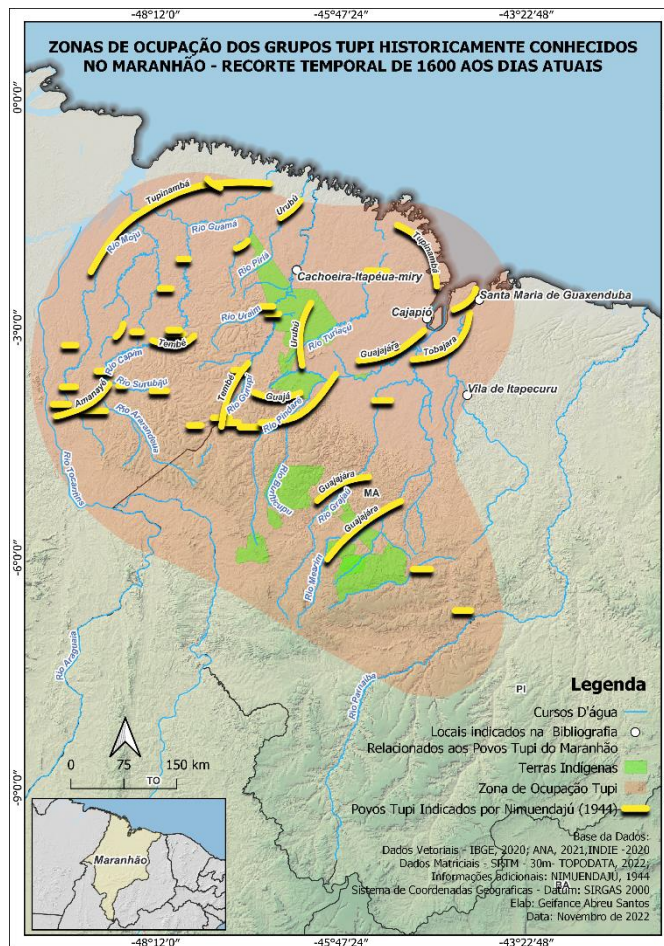 -48°12'0" -45°47'24" -43°22'48"
ZONAS DE OCUPAÇÃO DOS GRUPOS TUPI HISTORICAMENTE CONHECIDOS
NO MARANHÃO - RECORTE TEMPORAL DE 1600 AOS DIAS ATUAIS
0°0'0"
Tupinambá
Urubú
Rio Moju
Rio Guamá
Rio Piriá
Tupinambá
Cachoeira-Itapéua-miry
Santa Maria de Guaxenduba
Cajapió
-3°0'0"
Rio Uraim
Urubú
Rio Turiaçú
Tembé
Guajajára
Tobajara
Rio Capim
Amanayé
Rio Surubiju
Tembé
Rio Gurupi
Guajá
Rio Pindaré
Vila de Itapecuru
Rio Ararandeua
Rio Tocantins
Rio Buriticupu
Guajajára
MA
Rio Grajaú
Guajajára
-6°0'0"
Rio Mearim
Rio Araguaia
Rio Parnaíba
PI
Legenda
Cursos D'água
Locais indicados na Bibliografia
Relacionados aos Povos Tupi do Maranhão
0 75 150 km
Terras Indígenas
TO
Zona de Ocupação Tupi
-9°0'0"
Povos Tupi Indicados por Nimuendajú (1944)
Maranhão
Base da Dados:
Dados Vetoriais - IBGE, 2020; ANA, 2021,INDIE -2020
Dados Matriciais - SRTM - 30m- TOPODATA, 2022;
Informações adicionais: NIMUENDAJÚ, 1944
Sistema de Coordenadas Geograficas - Datum: SIRGAS 2000
BA
Elab: Geifance Abreu Santos
Data: Novembro de 2022
-48°12'0" -45°47'24" -43°22'48"